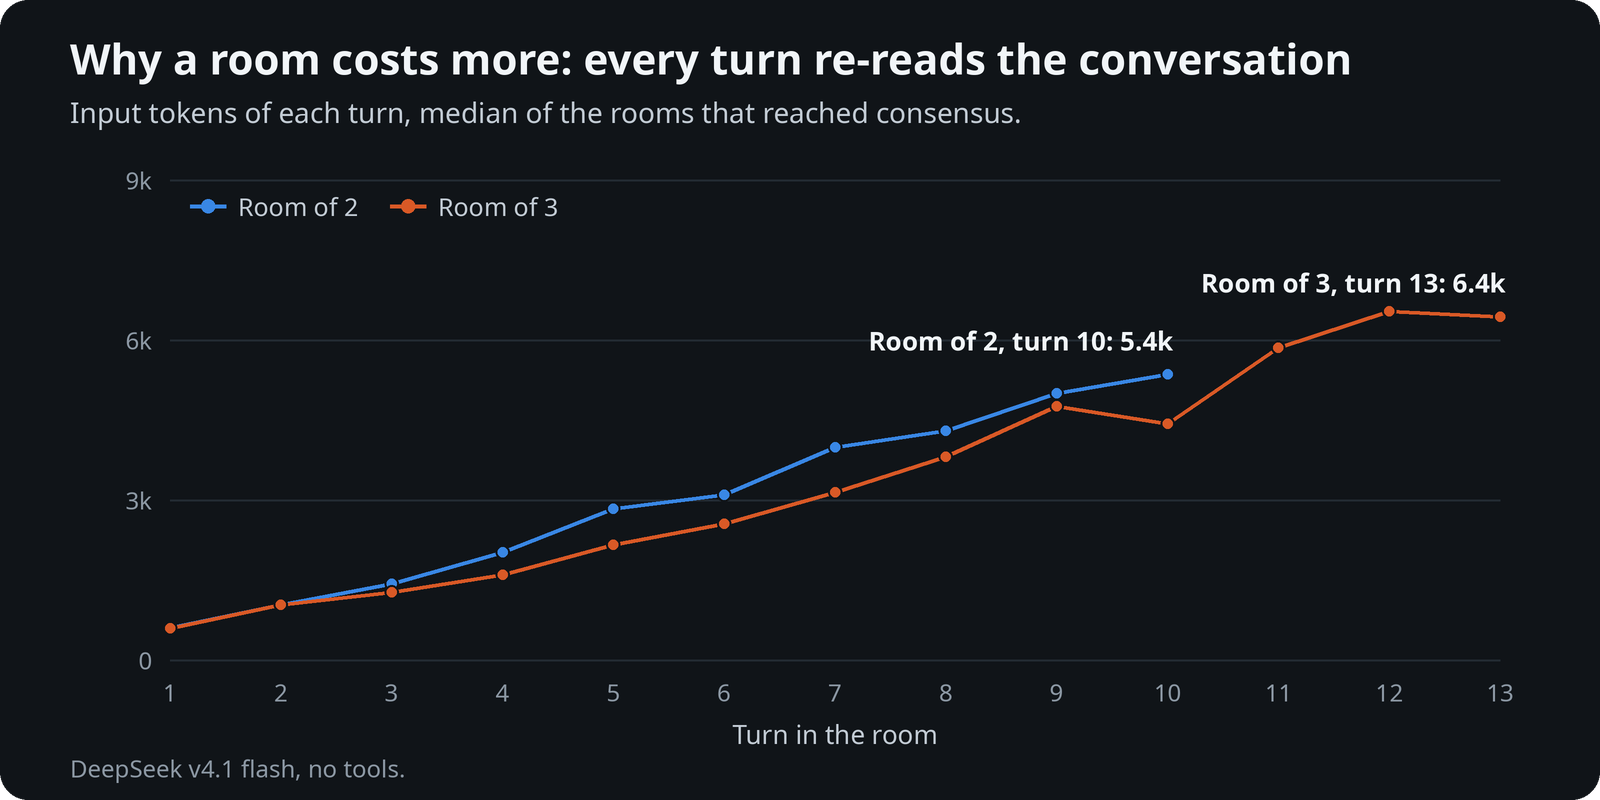 Why a room costs more: every turn re-reads the conversation
Input tokens of each turn, median of the rooms that reached consensus.
9k
Room of 2
Room of 3
Room of 3, turn 13: 6.4k
6k
Room of 2, turn 10: 5.4k
3k
0
1 2 3 4 5 6 7 8 9 10 11 12 13
Turn in the room
DeepSeek v4.1 flash, no tools.